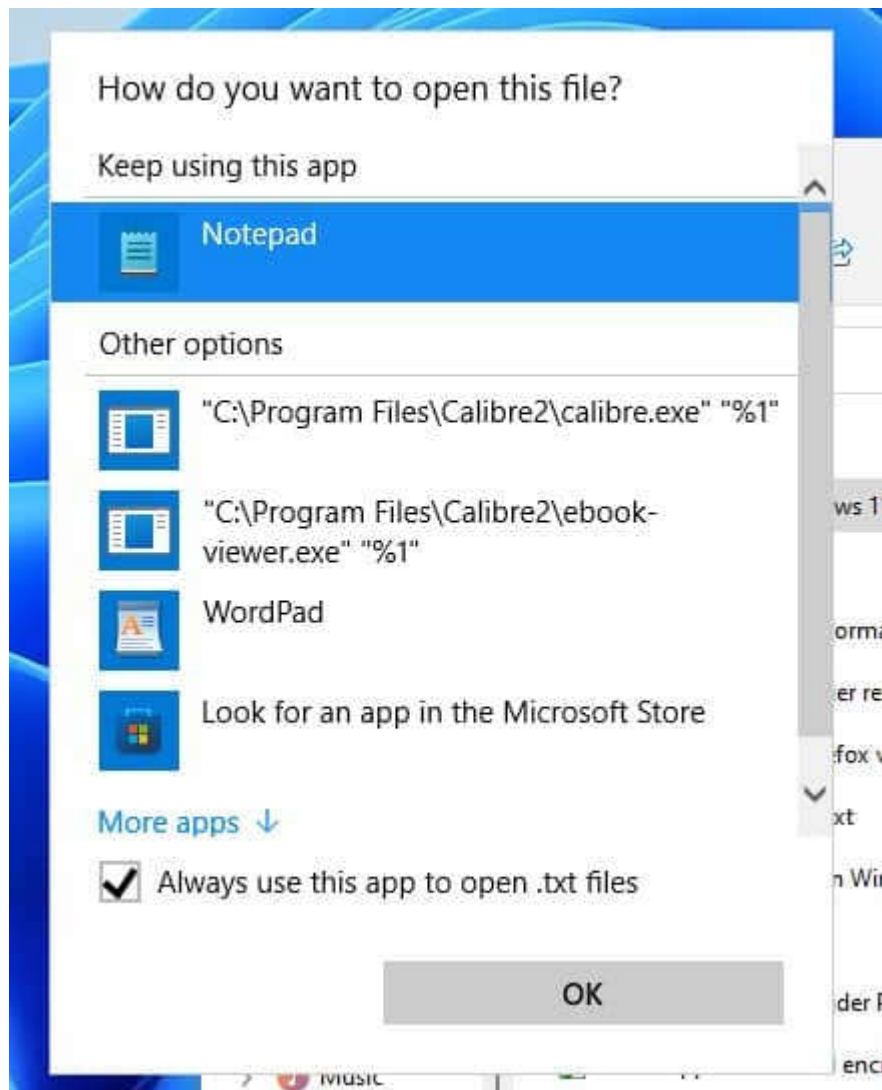 How do you want to open this file?
Keep using this app
Notepad
Other options
"C:\Program Files\Calibre2\calibre.exe" "%1"
"C:\Program Files\Calibre2\ebook-
viewer.exe" "%1"
WordPad
Look for an app in the Microsoft Store
More apps ↓
Always use this app to open .txt files
OK
Music